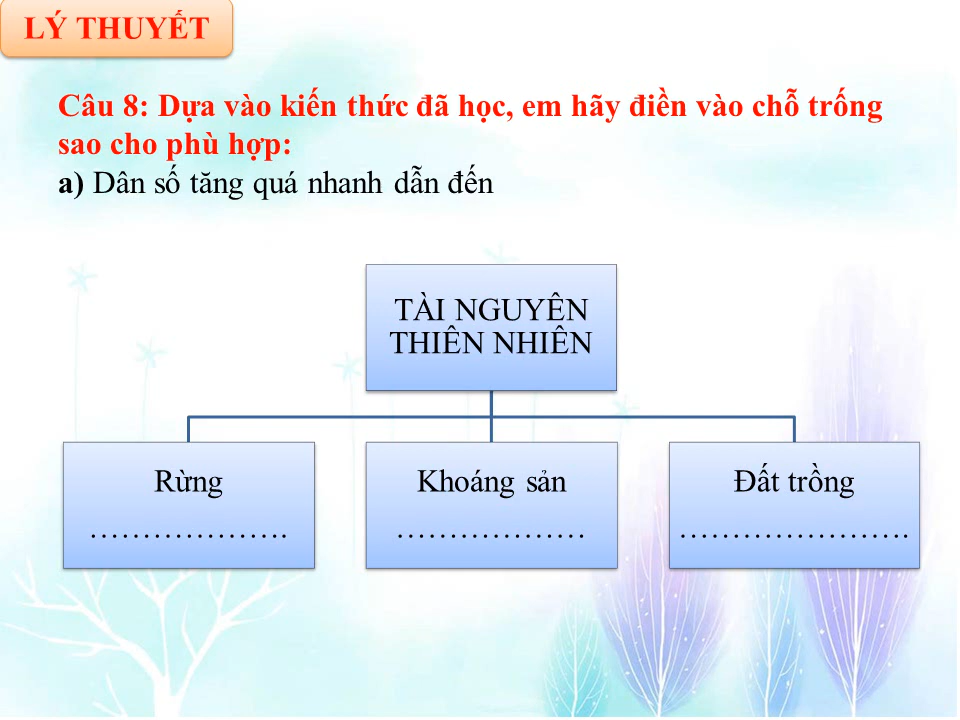 LÝ THUYẾT
Câu 8: Dựa vào kiến thức đã học, em hãy điền vào chỗ trống
sao cho phù hợp:
a) Dân số tăng quá nhanh dẫn đến
TÀI NGUYÊN
THIÊN NHIÊN
Rừng
……………….
Khoáng sản
………………
Đất trồng
………………….